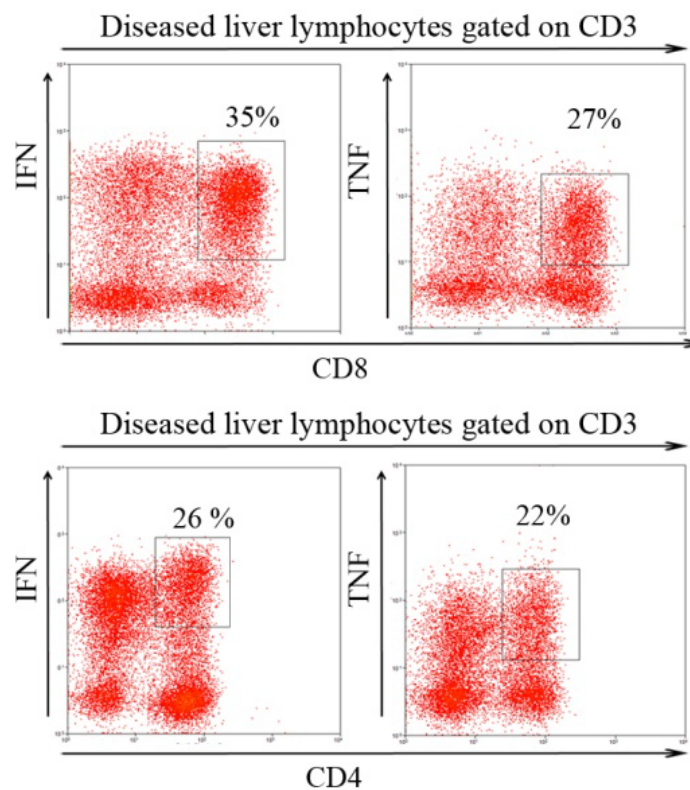 Diseased liver lymphocytes gated on CD3
35%
27%
IFN
TNF
CD8
Diseased liver lymphocytes gated on CD3
26 %
22%
IFN
TNF
CD4